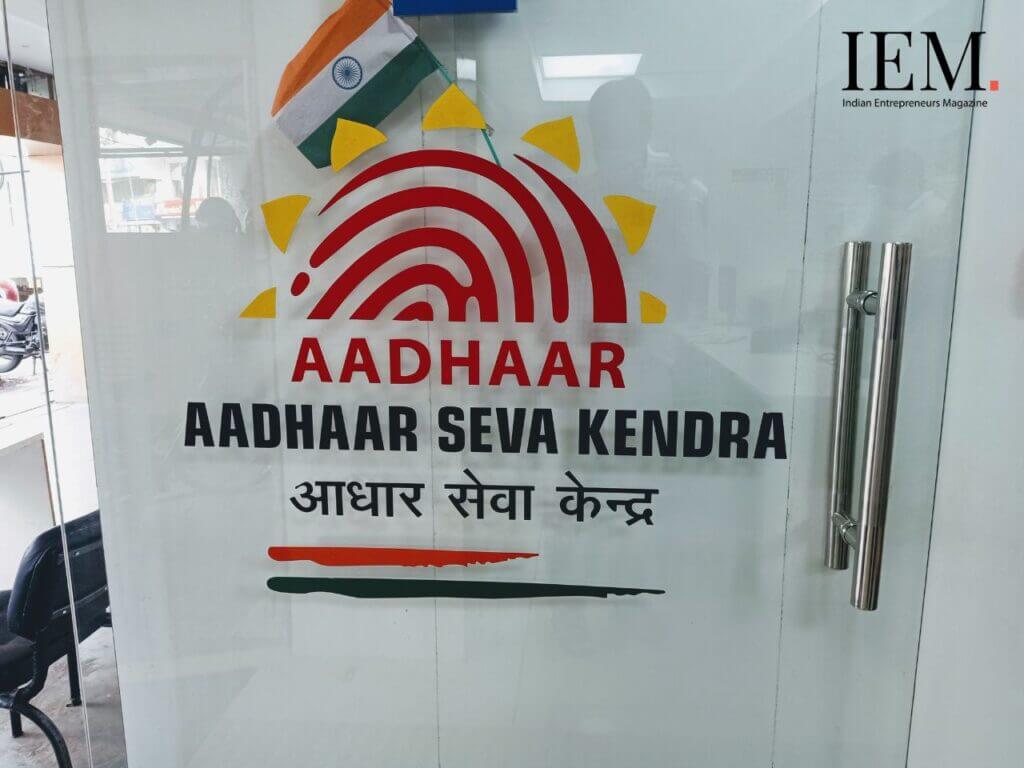 IEM.
Indian Entrepreneurs Magazine
AADHAAR
AADHAAR SEVA KENDRA
आधार सेवा केन्द्र